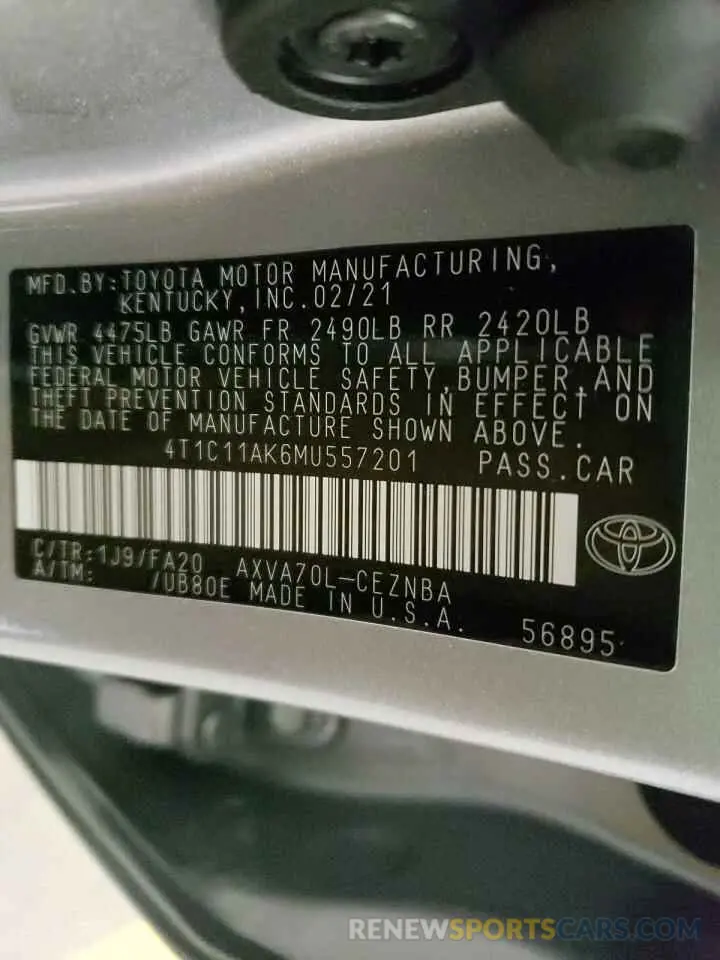 MFD.BY:TOYOTA MOTOR MANUFACTURING,
KENTUCKY,INC.02/21
GVWR 4475LB GAWR FR 2490LB RR 2420LB
THIS VEHICLE CONFORMS TO ALL APPLICABLE
FEDERAL MOTOR VEHICLE SAFETY,BUMPER,AND
THEFT PREVENTION STANDARDS IN EFFECT ON
THE DATE OF MANUFACTURE SHOWN ABOVE.
4T1C11AK6MU557201 PASS.CAR
C/TR:1J9/FA20 AXVA70L-CEZNBA
A/TM: /UB80E MADE IN U.S.A.
56895
RENEWSPORTSCARS.COM